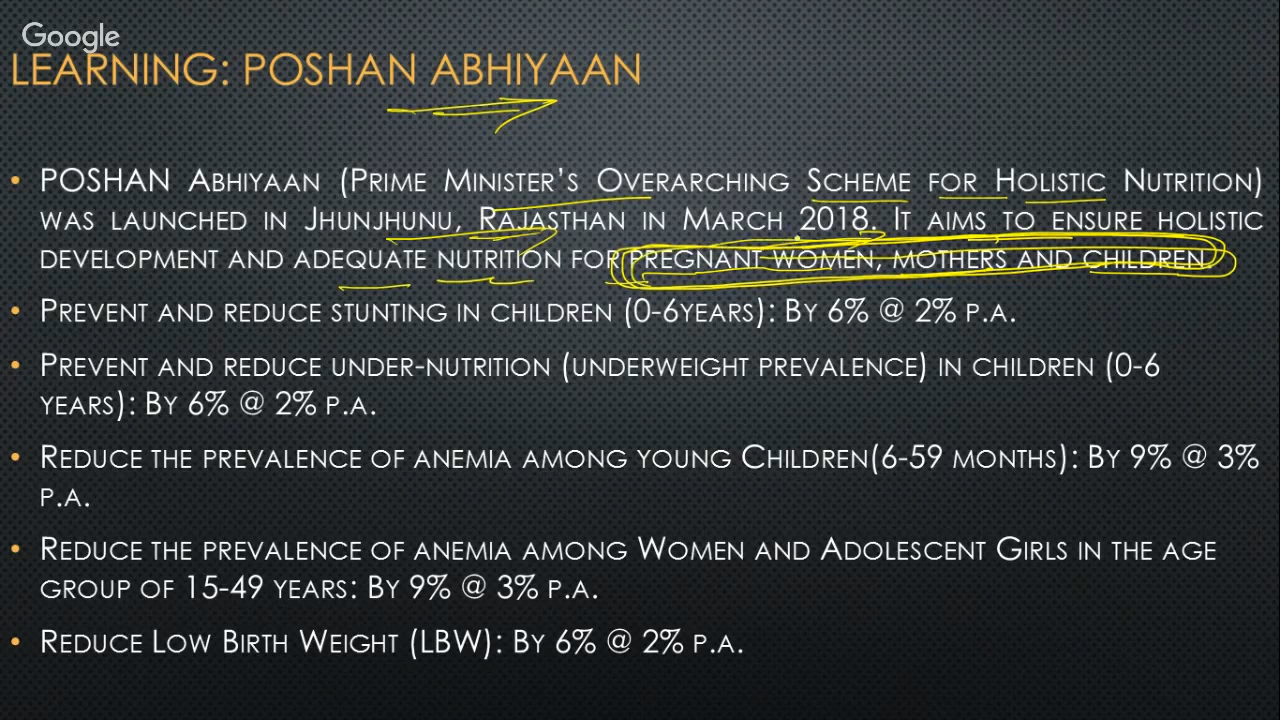 Google
LEARNING: POSHAN ABHIYAAN
• POSHAN ABHIYAAN (PRIME MINISTER'S OVERARCHING SCHEME FOR HOLISTIC NUTRITION)
WAS LAUNCHED IN JHUNJHUNU, RAJASTHAN IN MARCH 2018. IT AIMS TO ENSURE HOLISTIC
DEVELOPMENT AND ADEQUATE NUTRITION FOR PREGNANT WOMEN, MOTHERS AND CHILDREN.
• PREVENT AND REDUCE STUNTING IN CHILDREN (0-6YEARS): BY 6% @ 2% P.A.
• PREVENT AND REDUCE UNDER-NUTRITION (UNDERWEIGHT PREVALENCE) IN CHILDREN (0-6
YEARS): BY 6% @ 2% P.A.
• REDUCE THE PREVALENCE OF ANEMIA AMONG YOUNG CHILDREN(6-59 MONTHS): BY 9% @ 3%
P.A.
• REDUCE THE PREVALENCE OF ANEMIA AMONG WOMEN AND ADOLESCENT GIRLS IN THE AGE
GROUP OF 15-49 YEARS: BY 9% @ 3% P.A.
• REDUCE LOW BIRTH WEIGHT (LBW): BY 6% @ 2% P.A.